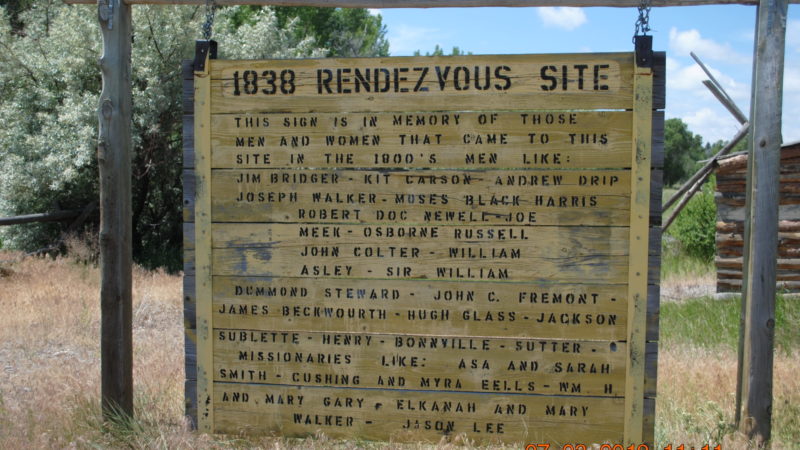 1838 RENDEZVOUS SITE
THIS SIGN IS IN MEMORY OF THOSE
MEN AND WOMEN THAT CAME TO THIS
SITE IN THE 1800'S MEN LIKE:
JIM BRIDGER - KIT CARSON - ANDREW DRIP
JOSEPH WALKER - MOSES BLACK HARRIS
ROBERT DOC NEWELL - JOE
MEEK - OSBORNE RUSSELL
JOHN COLTER - WILLIAM
ASLEY - SIR WILLIAM
DUMMOND STEWARD - JOHN C. FREMONT -
JAMES BECKWOURTH - HUGH GLASS - JACKSON
SUBLETTE - HENRY - BONNVILLE - SUTTER -
MISSIONARIES LIKE: ASA AND SARAH
SMITH - CUSHING AND MYRA EELLS - WM. H.
AND MARY GARY - ELKANAH AND MARY
WALKER - JASON LEE